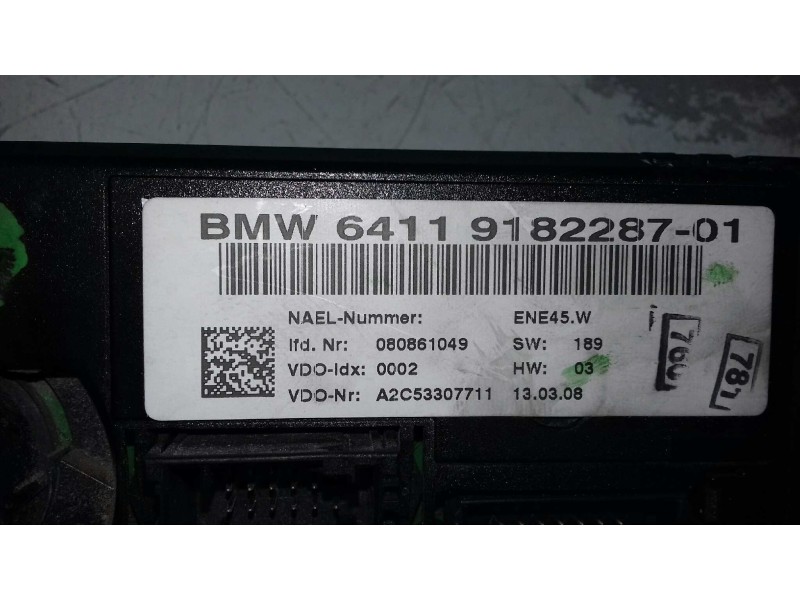 BMW 6411 9182287-01
NAEL-Nummer: ENE45.W
lfd. Nr: 080861049 SW: 189
VDO-Idx: 0002 HW: 03
VDO-Nr: A2C53307711 13.03.08
781